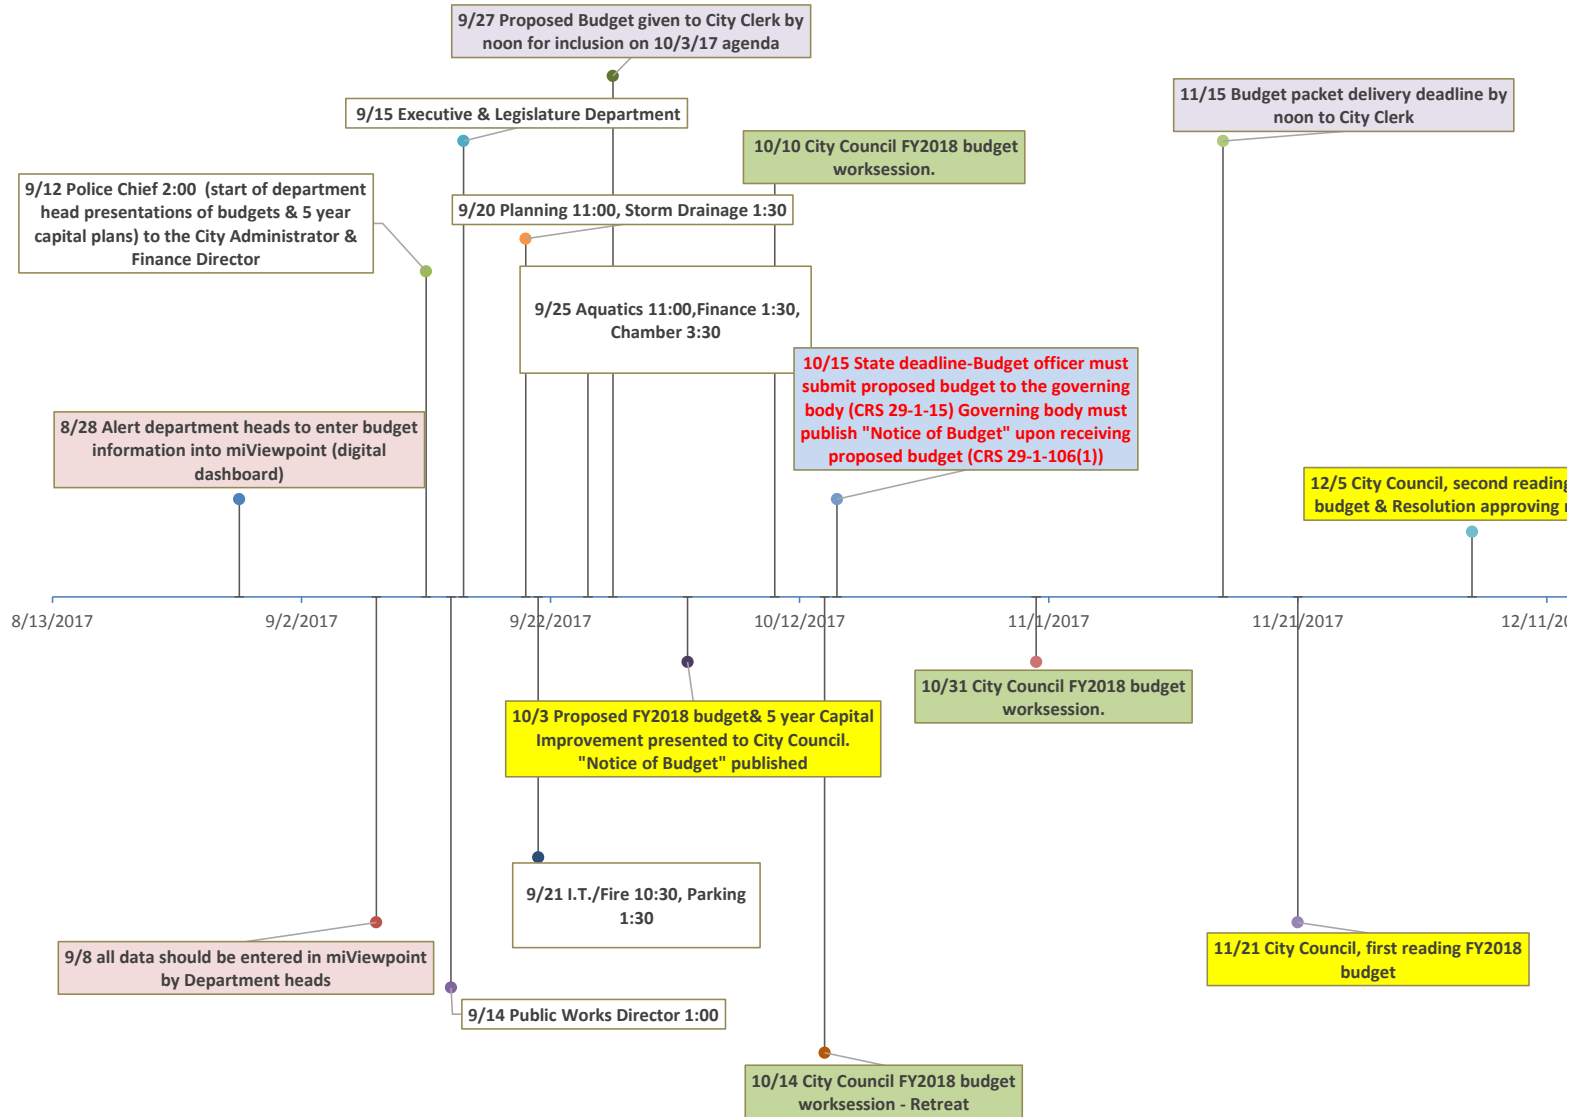 9/27 Proposed Budget given to City Clerk by
noon for inclusion on 10/3/17 agenda
11/15 Budget packet delivery deadline by
noon to City Clerk
9/15 Executive & Legislature Department
10/10 City Council FY2018 budget
worksession.
9/12 Police Chief 2:00 (start of department
head presentations of budgets & 5 year
capital plans) to the City Administrator &
Finance Director
9/20 Planning 11:00, Storm Drainage 1:30
9/25 Aquatics 11:00,Finance 1:30,
Chamber 3:30
10/15 State deadline-Budget officer must
submit proposed budget to the governing
body (CRS 29-1-15) Governing body must
publish "Notice of Budget" upon receiving
proposed budget (CRS 29-1-106(1))
8/28 Alert department heads to enter budget
information into miViewpoint (digital
dashboard)
12/5 City Council, second reading
budget & Resolution approving
8/13/2017
9/2/2017
9/22/2017
10/12/2017
11/1/2017
11/21/2017
12/11/20
10/31 City Council FY2018 budget
worksession.
10/3 Proposed FY2018 budget& 5 year Capital
Improvement presented to City Council.
"Notice of Budget" published
9/21 I.T./Fire 10:30, Parking
1:30
9/8 all data should be entered in miViewpoint
by Department heads
11/21 City Council, first reading FY2018
budget
9/14 Public Works Director 1:00
10/14 City Council FY2018 budget
worksession - Retreat